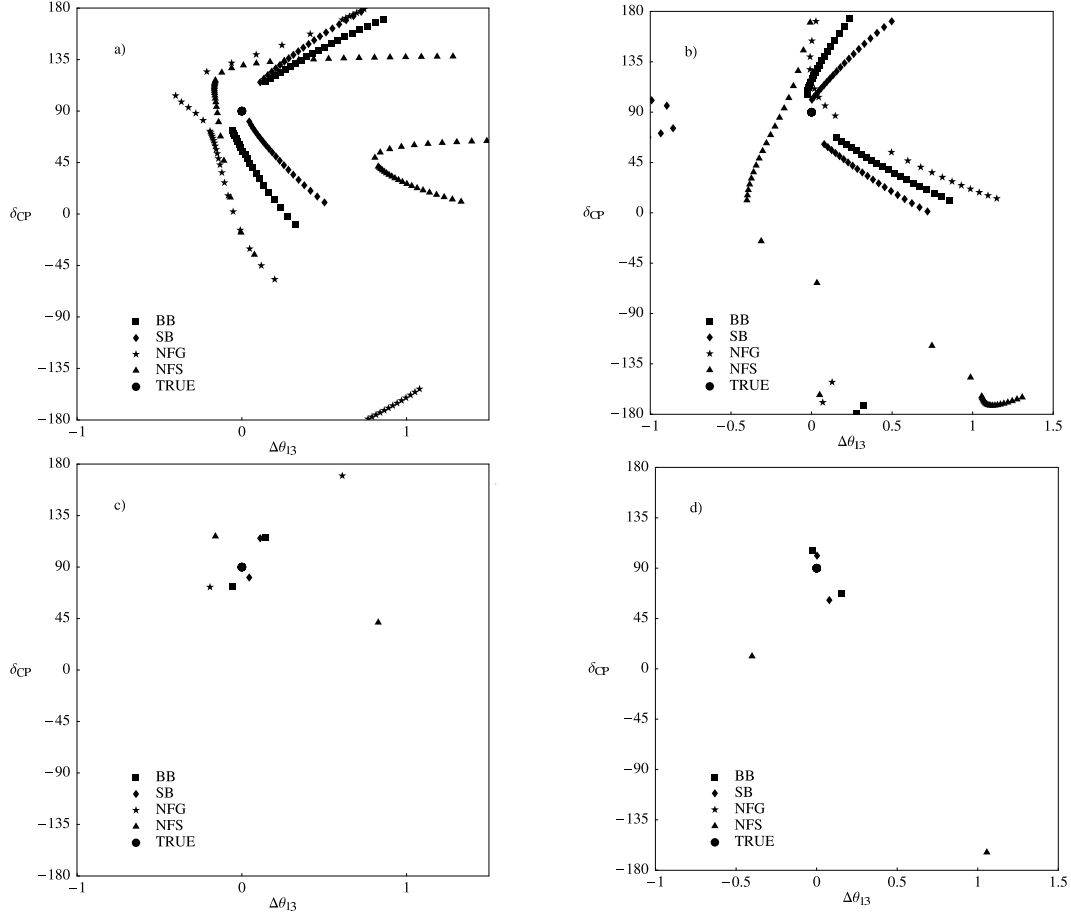 a)
180
135
90
45
0
−45
−90
−135
−180
δCP
−1
0
1
Δθ13
BB
SB
NFG
NFS
TRUE
b)
180
135
90
45
0
−45
−90
−135
−180
δCP
−1
−0.5
0
0.5
1
1.5
Δθ13
BB
SB
NFG
NFS
TRUE
c)
180
135
90
45
0
−45
−90
−135
−180
δCP
−1
0
1
Δθ13
BB
SB
NFG
NFS
TRUE
d)
180
135
90
45
0
−45
−90
−135
−180
δCP
−1
−0.5
0
0.5
1
1.5
Δθ13
BB
SB
NFG
NFS
TRUE